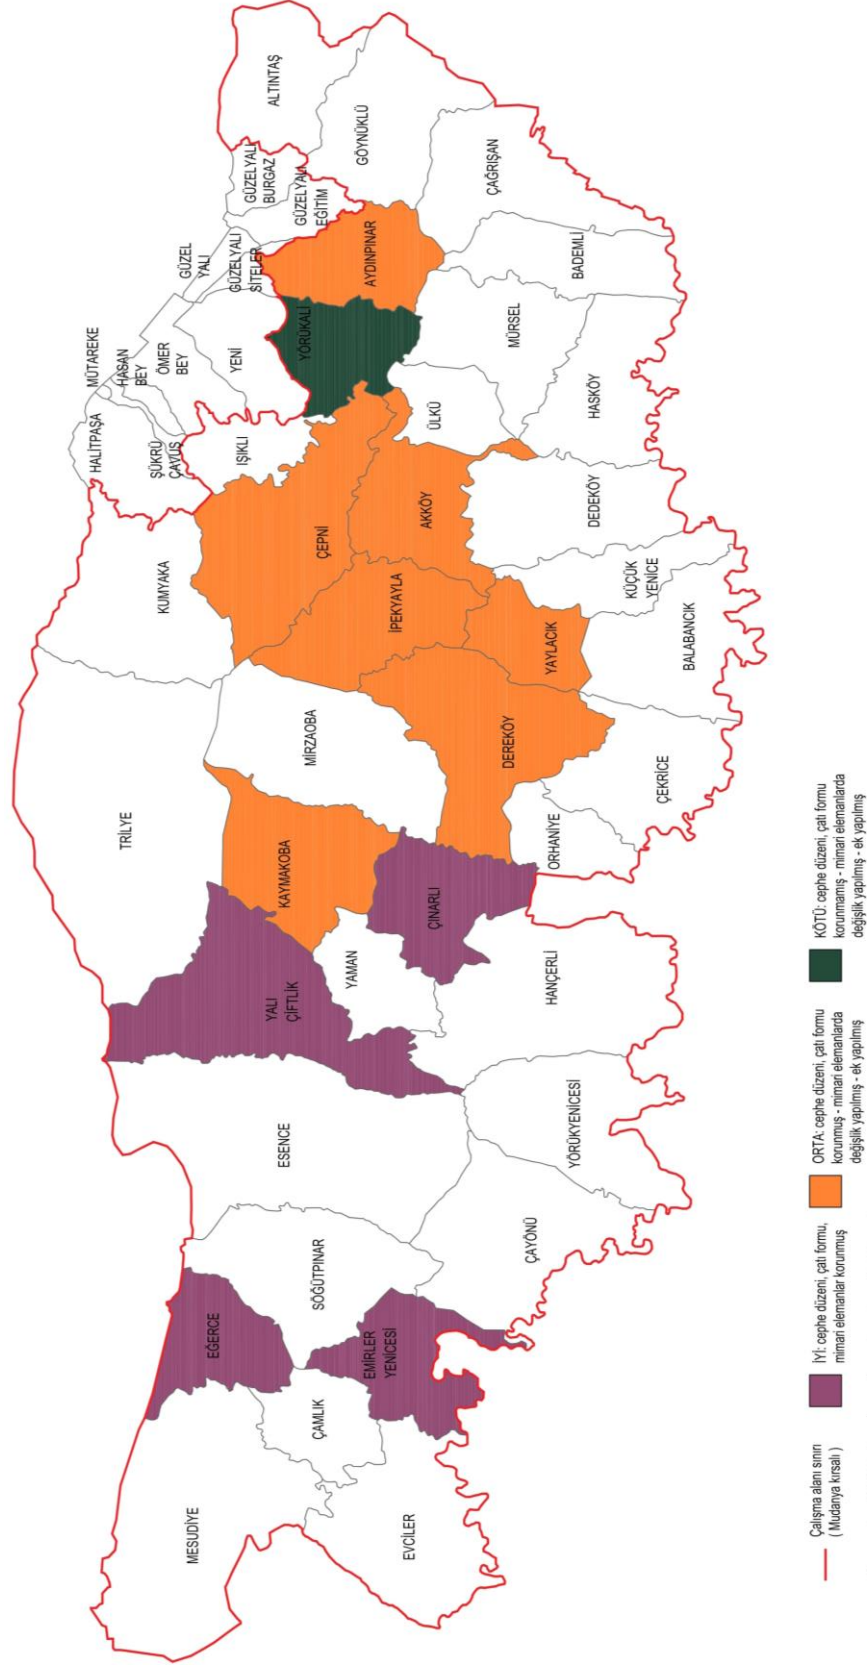 MESUDİYE
EVCİLER
ÇAMLIK
EĞERCE
EMİRLER
YENİCESİ
SÖĞÜTPINAR
ÇAYÖNÜ
ESENCE
YÖRÜKYENİCESİ
YALI
ÇİFTLİK
YAMAN
HANÇERLİ
ÇINARLI
KAYMAKOBA
TRİLYE
MİRZAOBA
ORHANİYE
DEREKÖY
ÇEKRİCE
YAYLACIK
BALABANCIK
KÜÇÜK
YENİCE
İPEKYAYLA
KUMYAKA
ÇEPNİ
AKKÖY
DEDEKÖY
HALİTPAŞA
ŞÜKRÜ
ÇAVUŞ
IŞIKLI
ÜLKÜ
HASKÖY
MÜTAREKE
HASAN
BEY
ÖMER
BEY
YENİ
YÖRÜKALİ
MÜRSEL
GÜZEL
YALI
GÜZELYALI
SİTELER
AYDINPINAR
BADEMLİ
GÜZELYALI
BURGAZ
GÜZELYALI
EĞİTİM
ALTINTAŞ
GÖYNÜKLÜ
ÇAĞRIŞAN
Çalışma alanı sınırı
( Mudanya kırsalı )
İYİ: cephe düzeni, çatı formu,
mimari elemanlar korunmuş
ORTA: cephe düzeni, çatı formu
korunmuş - mimari elemanlarda
değişlik yapılmış - ek yapılmış
KÖTÜ: cephe düzeni, çatı formu
korunmamış - mimari elemanlarda
değişlik yapılmış - ek yapılmış